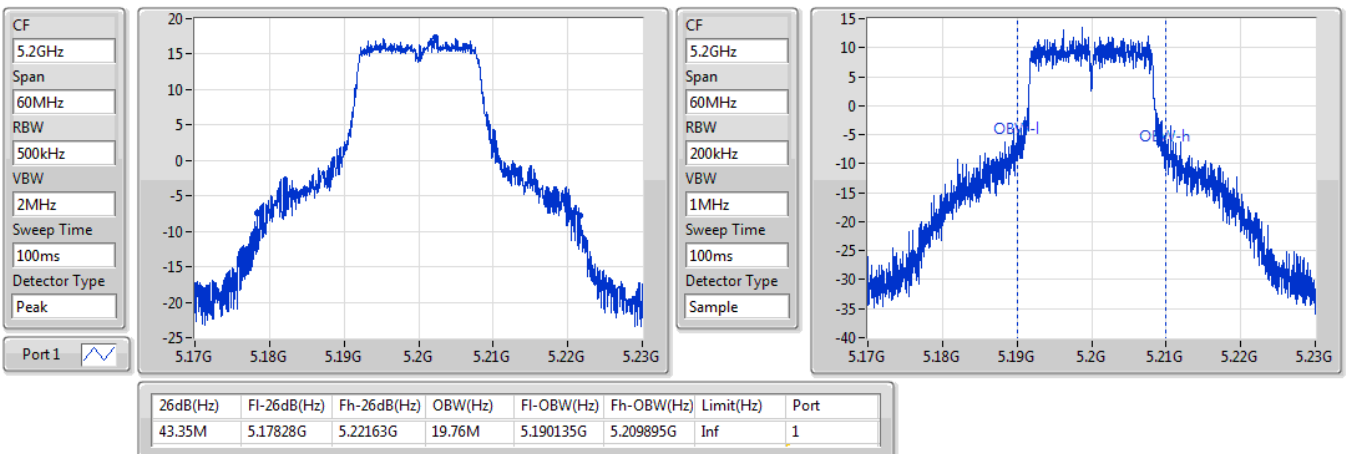 CF
5.2GHz
Span
60MHz
RBW
500kHz
VBW
2MHz
Sweep Time
100ms
Detector Type
Peak
Port 1
20
15
10
5
0
-5
-10
-15
-20
-25
5.17G 5.18G 5.19G 5.2G 5.21G 5.22G 5.23G
CF
5.2GHz
Span
60MHz
RBW
200kHz
VBW
1MHz
Sweep Time
100ms
Detector Type
Sample
15
10
5
0
-5
-10
-15
-20
-25
-30
-35
-40
OBW-l
OBW-h
5.17G 5.18G 5.19G 5.2G 5.21G 5.22G 5.23G
26dB(Hz) Fl-26dB(Hz) Fh-26dB(Hz) OBW(Hz) Fl-OBW(Hz) Fh-OBW(Hz) Limit(Hz) Port
43.35M 5.17828G 5.22163G 19.76M 5.190135G 5.209895G Inf 1